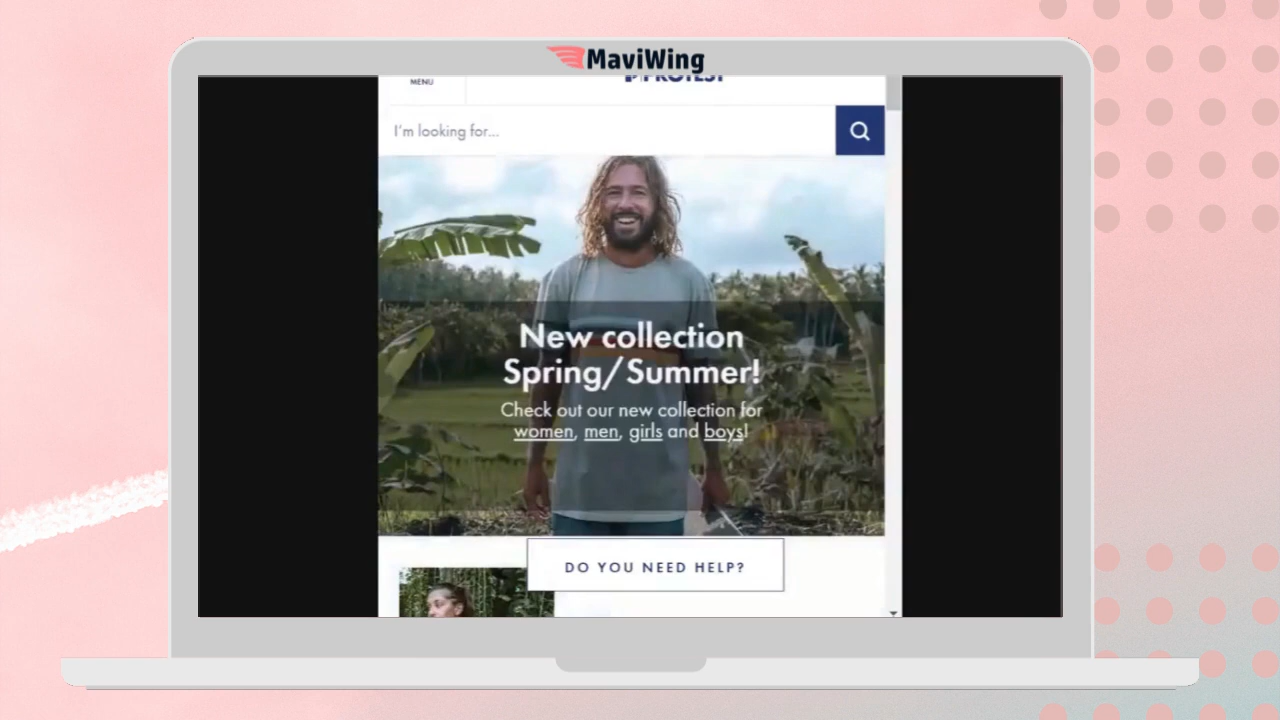 MaviWing
MENU
PROTEST
I'm looking for...
New collection
Spring/Summer!
Check out our new collection for
women, men, girls and boys!
DO YOU NEED HELP?